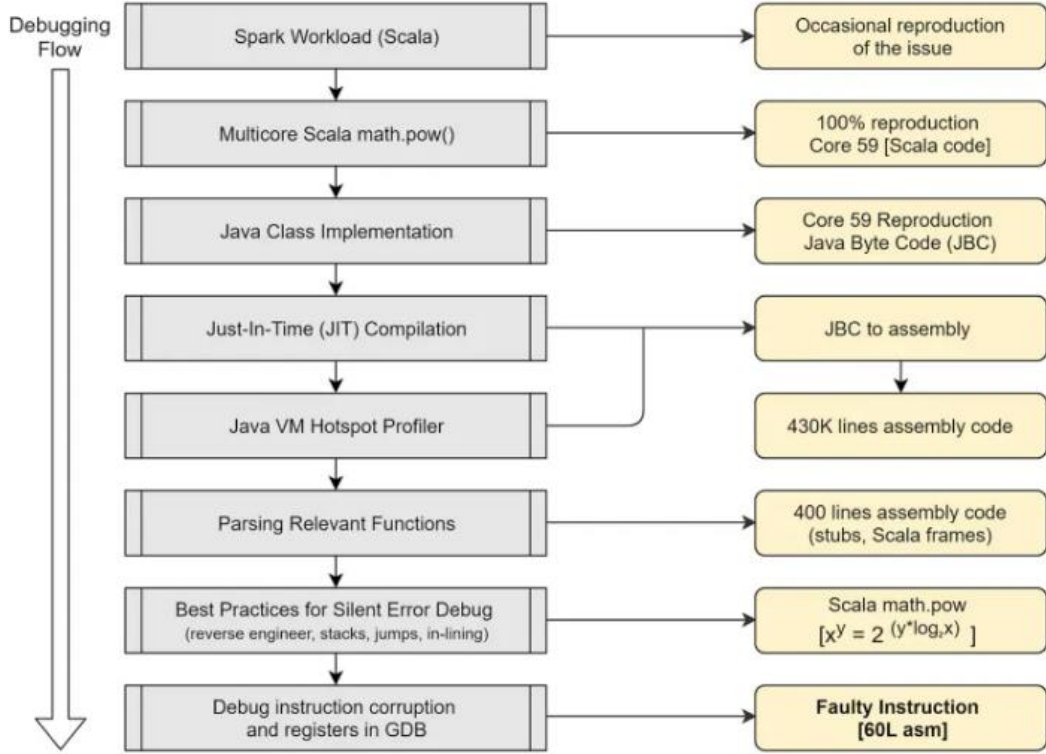 Debugging
Flow
Spark Workload (Scala)
Occasional reproduction
of the issue
Multicore Scala math.pow()
100% reproduction
Core 59 [Scala code]
Java Class Implementation
Core 59 Reproduction
Java Byte Code (JBC)
Just-In-Time (JIT) Compilation
JBC to assembly
Java VM Hotspot Profiler
430K lines assembly code
Parsing Relevant Functions
400 lines assembly code
(stubs, Scala frames)
Best Practices for Silent Error Debug
(reverse engineer, stacks, jumps, in-lining)
Scala math.pow
[xʸ = 2 ^(y*log₂x) ]
Debug instruction corruption
and registers in GDB
Faulty Instruction
[60L asm]